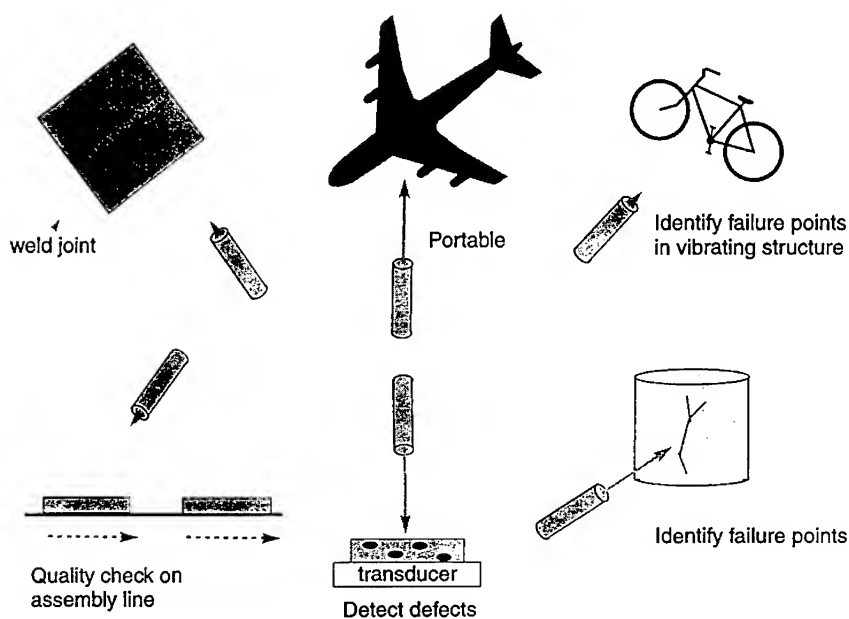 weld joint
Portable
Identify failure points
in vibrating structure
Quality check on
assembly line
transducer
Detect defects
Identify failure points